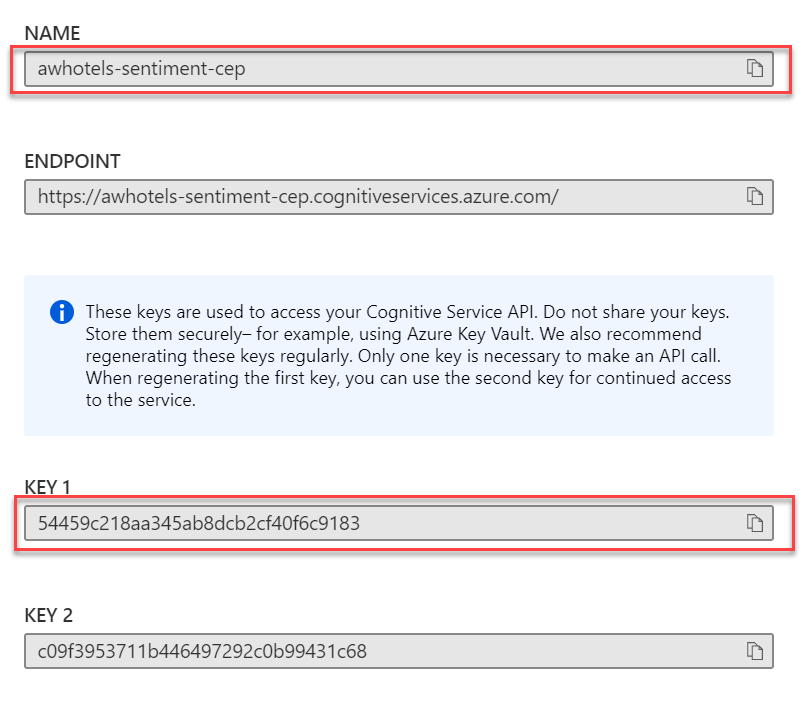 NAME
awhotels-sentiment-cep
ENDPOINT
https://awhotels-sentiment-cep.cognitiveservices.azure.com/
These keys are used to access your Cognitive Service API. Do not share your keys.
Store them securely– for example, using Azure Key Vault. We also recommend
regenerating these keys regularly. Only one key is necessary to make an API call.
When regenerating the first key, you can use the second key for continued access
to the service.
KEY 1
54459c218aa345ab8dcb2cf40f6c9183
KEY 2
c09f3953711b446497292c0b99431c68